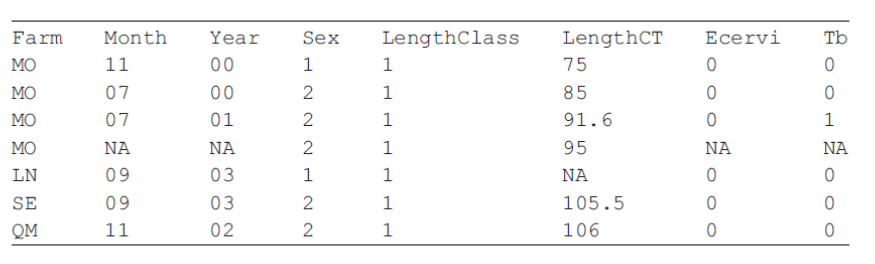 Farm Month Year Sex LengthClass LengthCT Ecervi Tb
MO 11 00 1 1 75 0 0
MO 07 00 2 1 85 0 0
MO 07 01 2 1 91.6 0 1
MO NA NA 2 1 95 NA NA
LN 09 03 1 1 NA 0 0
SE 09 03 2 1 105.5 0 0
QM 11 02 2 1 106 0 0